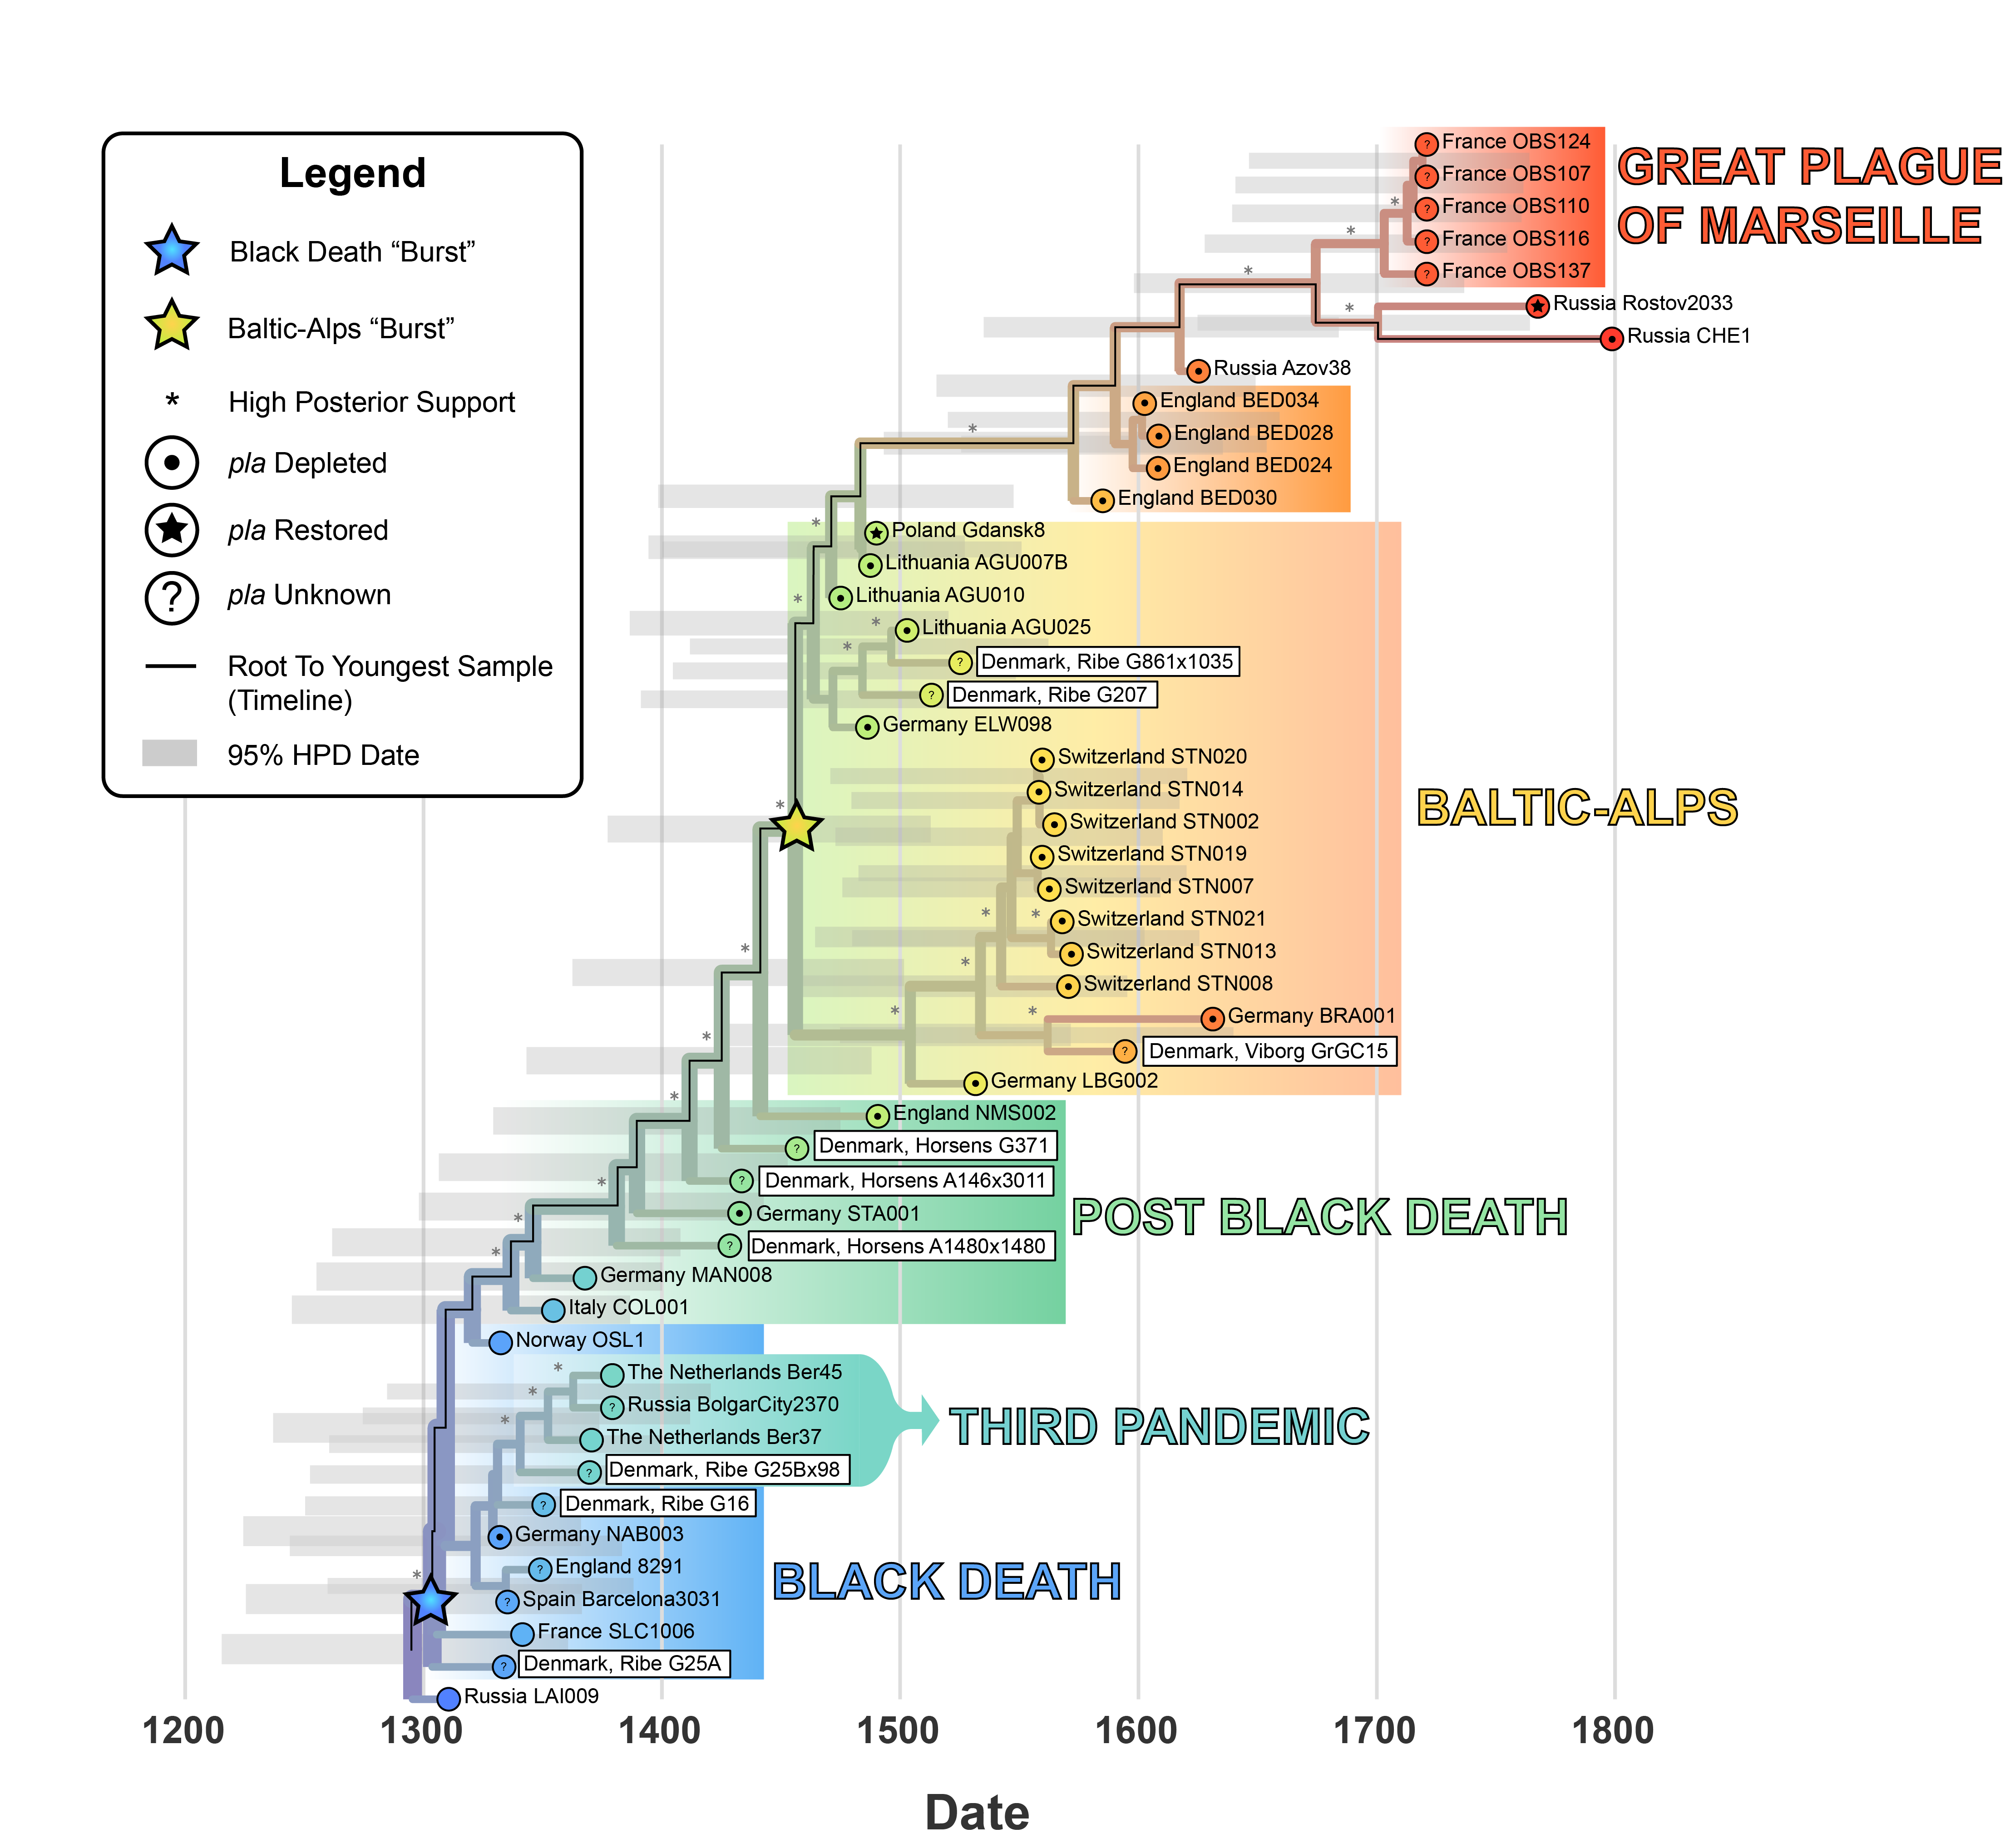 Legend
Black Death “Burst”
Baltic-Alps “Burst”
* High Posterior Support
pla Depleted
pla Restored
? pla Unknown
Root To Youngest Sample
(Timeline)
95% HPD Date
France OBS124
France OBS107
France OBS110
France OBS116
France OBS137
GREAT PLAGUE
OF MARSEILLE
Russia Rostov2033
Russia CHE1
Russia Azov38
England BED034
England BED028
England BED024
England BED030
Poland Gdansk8
Lithuania AGU007B
Lithuania AGU010
Lithuania AGU025
Denmark, Ribe G861x1035
Denmark, Ribe G207
Germany ELW098
Switzerland STN020
Switzerland STN014
Switzerland STN002
Switzerland STN019
Switzerland STN007
Switzerland STN021
Switzerland STN013
Switzerland STN008
Germany BRA001
Denmark, Viborg GrGC15
Germany LBG002
BALTIC-ALPS
England NMS002
Denmark, Horsens G371
Denmark, Horsens A146x3011
Germany STA001
Denmark, Horsens A1480x1480
Germany MAN008
Italy COL001
POST BLACK DEATH
Norway OSL1
The Netherlands Ber45
Russia BolgarCity2370
The Netherlands Ber37
Denmark, Ribe G25Bx98
THIRD PANDEMIC
Denmark, Ribe G16
Germany NAB003
England 8291
Spain Barcelona3031
France SLC1006
Denmark, Ribe G25A
BLACK DEATH
Russia LAI009
1200 1300 1400 1500 1600 1700 1800
Date